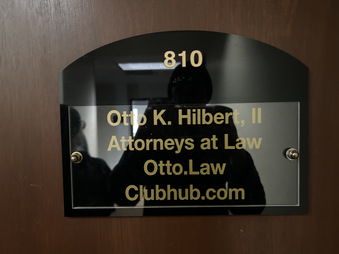 810
Otto K. Hilbert, II
Attorneys at Law
Otto.Law
Clubhub.com